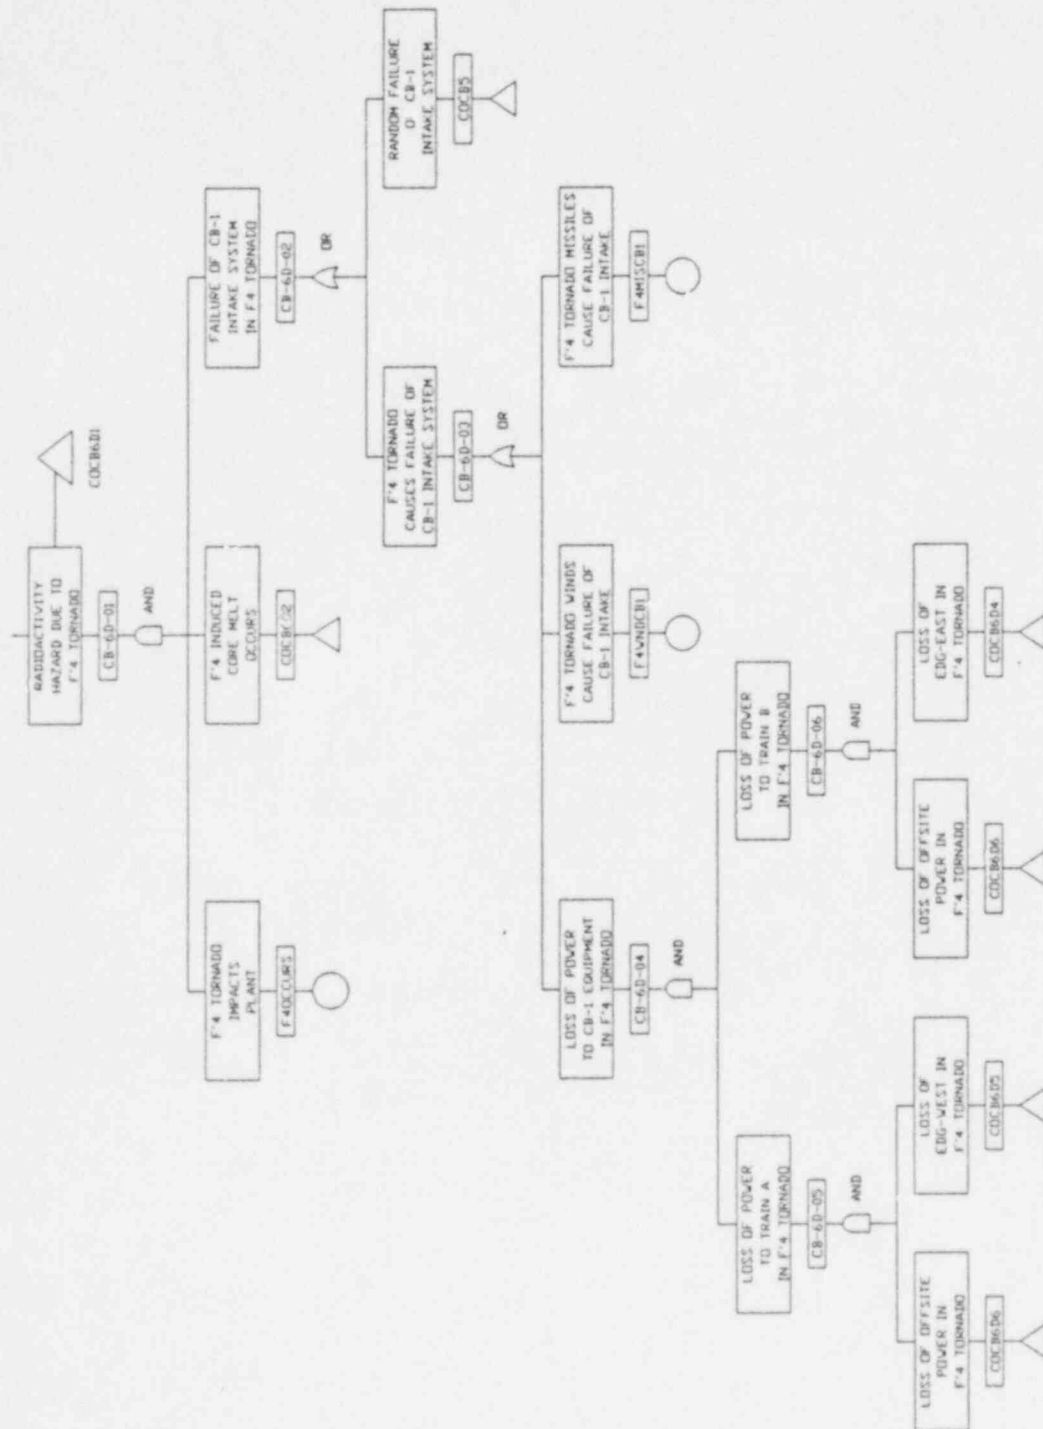 RADIOACTIVITY
HAZARD DUE TO
F'4 TORNADO
CB-6D-01
AND
COCB6D1
F'4 TORNADO
IMPACTS
PLANT
F4OCCURS
F'4 INDUCED
CORE MELT
OCCURS
FAILURE OF CB-1
INTAKE SYSTEM
IN F4 TORNADO
CB-6D-02
OR
F'4 TORNADO
CAUSES FAILURE OF
CB-1 INTAKE SYSTEM
CB-6D-03
OR
RANDOM FAILURE
O CB-1
INTAKE SYSTEM
COCB5
LOSS OF POWER
TO CB-1 EQUIPMENT
IN F'4 TORNADO
CB-6D-04
AND
F'4 TORNADO WINDS
CAUSE FAILURE OF
CB-1 INTAKE
F4WNDCB1
F'4 TORNADO MISSILES
CAUSE FAILURE OF
CB-1 INTAKE
F4MISCB1
LOSS OF POWER
TO TRAIN A
IN F'4 TORNADO
CB-6D-05
AND
LOSS OF POWER
TO TRAIN B
IN F'4 TORNADO
CB-6D-06
AND
LOSS OF OFFSITE
POWER IN
F'4 TORNADO
COCB6D6
LOSS OF
EDG-WEST IN
F'4 TORNADO
COCB6D5
LOSS OF OFFSITE
POWER IN
F'4 TORNADO
COCB6D6
LOSS OF
EDG-EAST IN
F'4 TORNADO
COCB6D4